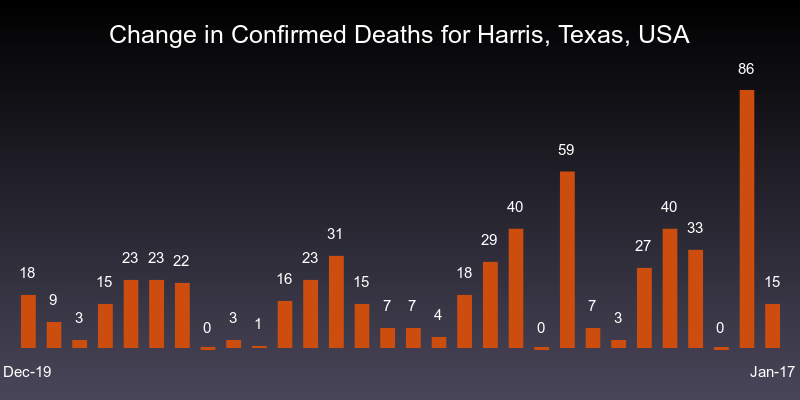 Change in Confirmed Deaths for Harris, Texas, USA
18 9 3 15 23 23 22 0 3 1 16 23 31 15 7 7 4 18 29 40 0 59 7 3 27 40 33 0 86 15
Dec-19 Jan-17